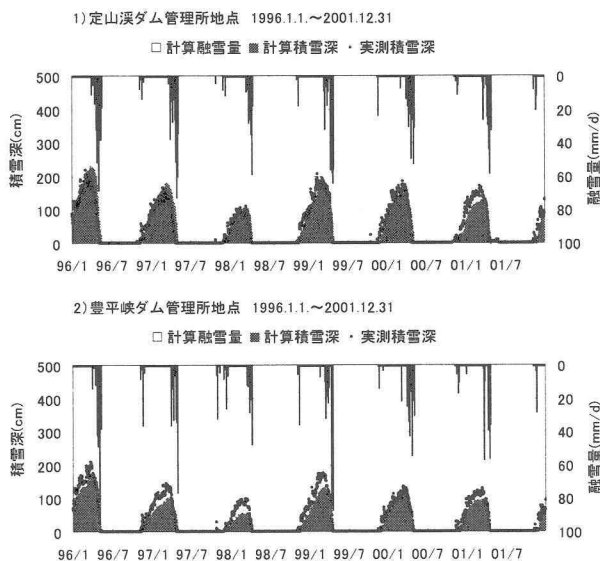 1)定山渓ダム管理所地点 1996.1.1.～2001.12.31
□ 計算融雪量 ▩ 計算積雪深 ・ 実測積雪深
500 0
400 20
300 40
200 60
100 80
0 100
積雪深(cm)
融雪量(mm/d)
96/1 96/7 97/1 97/7 98/1 98/7 99/1 99/7 00/1 00/7 01/1 01/7
2)豊平峡ダム管理所地点 1996.1.1.～2001.12.31
□ 計算融雪量 ▩ 計算積雪深 ・ 実測積雪深
500 0
400 20
300 40
200 60
100 80
0 100
積雪深(cm)
融雪量(mm/d)
96/1 96/7 97/1 97/7 98/1 98/7 99/1 99/7 00/1 00/7 01/1 01/7